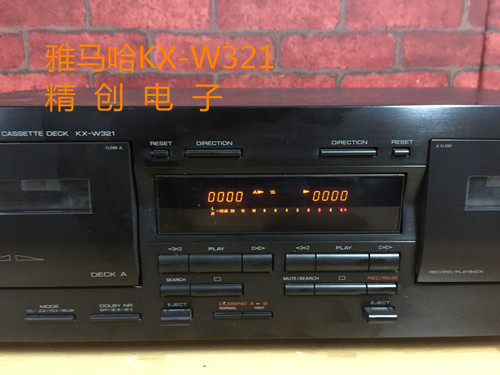 雅马哈KX-W321
精 创 电 子
CASSETTE DECK KX-W321
CLOSE
RESET
DIRECTION
DIRECTION
RESET
CLOSE
0000
0000
PLAY
PLAY
DECK A
SEARCH
MUTE/SEARCH
REC/PAUSE
RECORD/PLAYBACK
MODE
DOLBY NR
EJECT
DUBBING A B
NORMAL
HIGH
EJECT